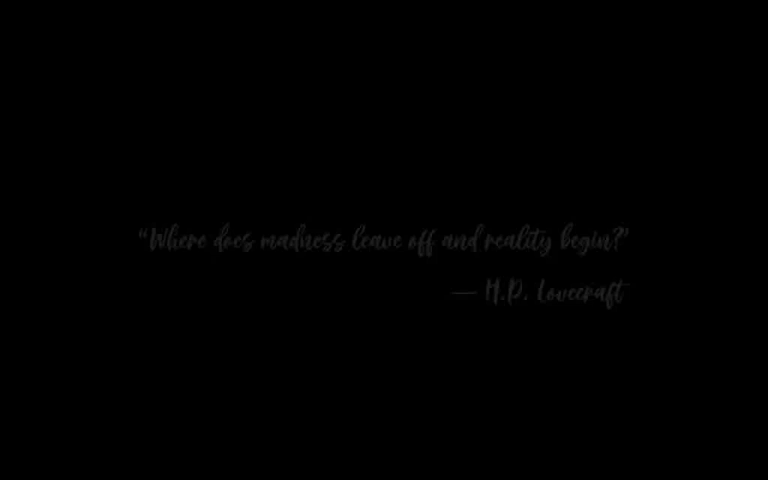 “Where does madness leave off and reality begin?”
— H.P. Lovecraft